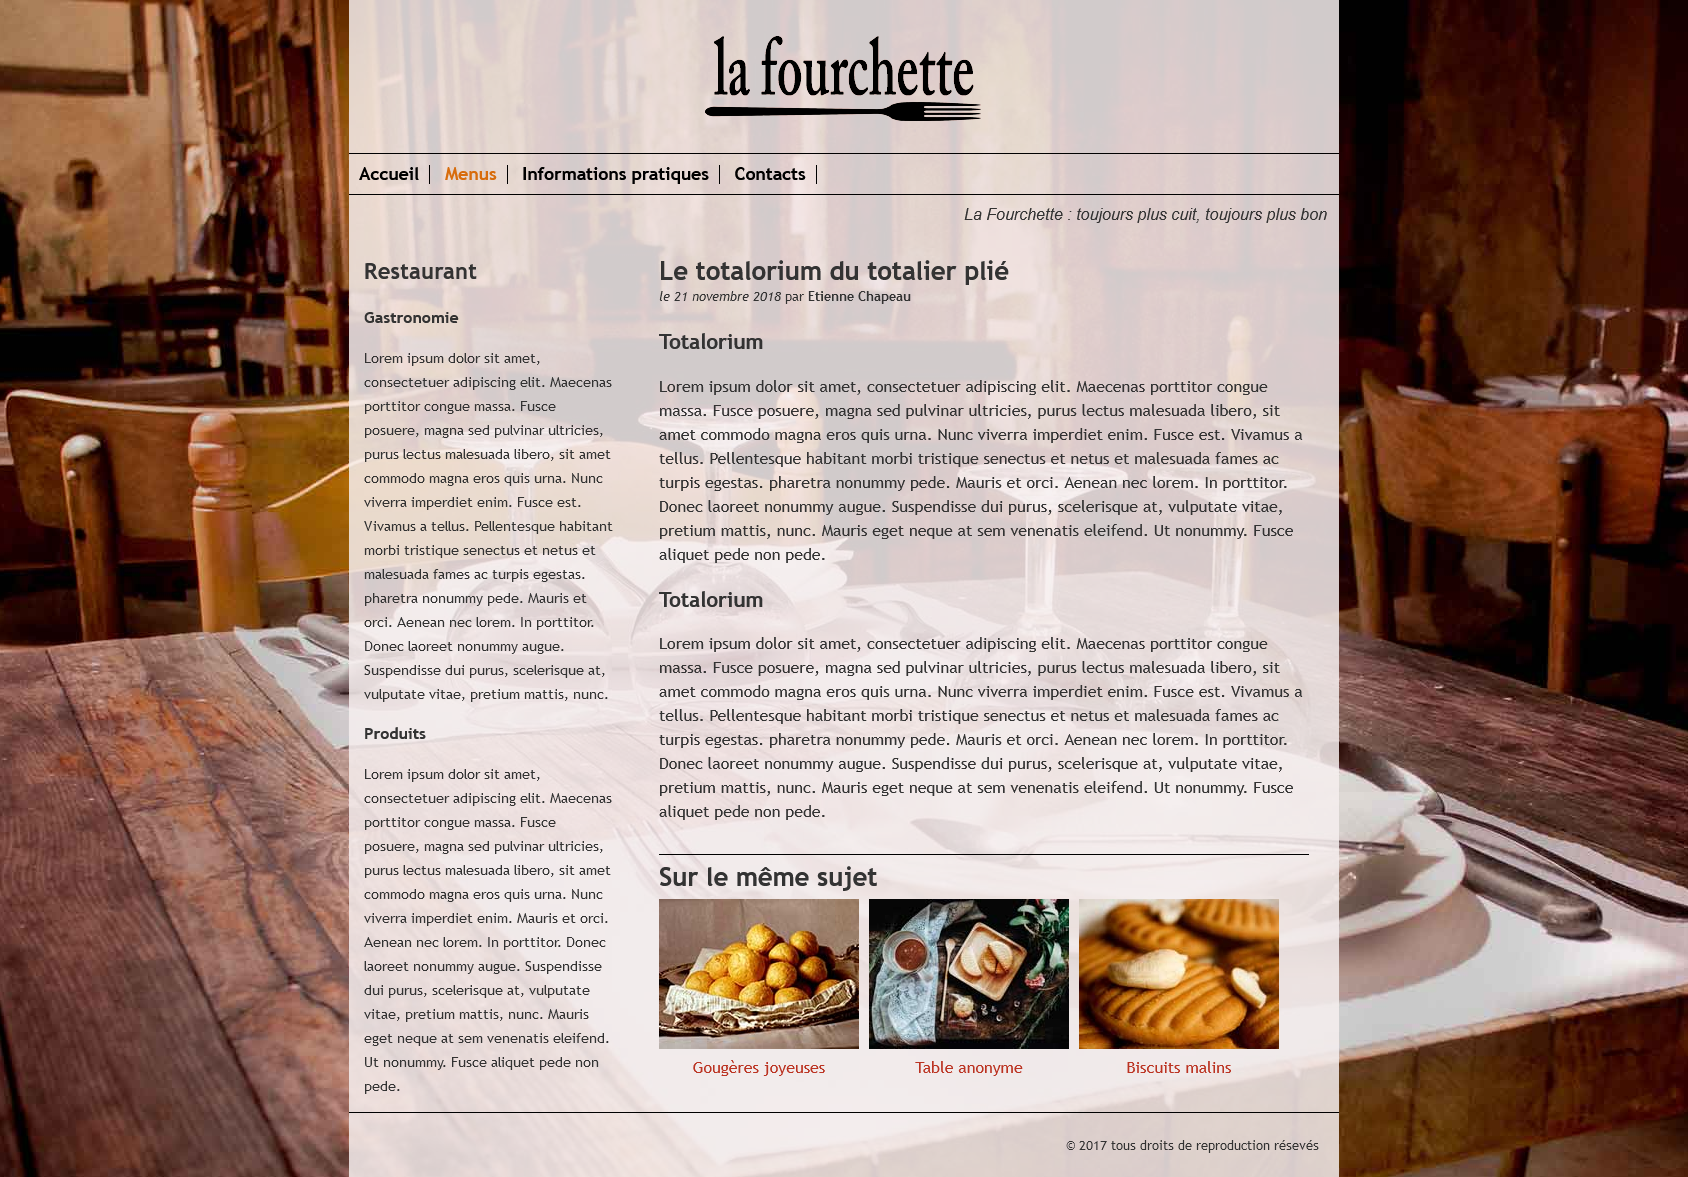 la fourchette
Accueil
Menus
Informations pratiques
Contacts
La Fourchette : toujours plus cuit, toujours plus bon
Restaurant
Gastronomie
Lorem ipsum dolor sit amet,
consectetuer adipiscing elit. Maecenas
porttitor congue massa. Fusce
posuere, magna sed pulvinar ultricies,
purus lectus malesuada libero, sit amet
commodo magna eros quis urna. Nunc
viverra imperdiet enim. Fusce est.
Vivamus a tellus. Pellentesque habitant
morbi tristique senectus et netus et
malesuada fames ac turpis egestas.
pharetra nonummy pede. Mauris et
orci. Aenean nec lorem. In porttitor.
Donec laoreet nonummy augue.
Suspendisse dui purus, scelerisque at,
vulputate vitae, pretium mattis, nunc.
Produits
Lorem ipsum dolor sit amet,
consectetuer adipiscing elit. Maecenas
porttitor congue massa. Fusce
posuere, magna sed pulvinar ultricies,
purus lectus malesuada libero, sit amet
commodo magna eros quis urna. Nunc
viverra imperdiet enim. Mauris et orci.
Aenean nec lorem. In porttitor. Donec
laoreet nonummy augue. Suspendisse
dui purus, scelerisque at, vulputate
vitae, pretium mattis, nunc. Mauris
eget neque at sem venenatis eleifend.
Ut nonummy. Fusce aliquet pede non
pede.
Le totalorium du totalier plié
le 21 novembre 2018 par Etienne Chapeau
Totalorium
Lorem ipsum dolor sit amet, consectetuer adipiscing elit. Maecenas porttitor congue
massa. Fusce posuere, magna sed pulvinar ultricies, purus lectus malesuada libero, sit
amet commodo magna eros quis urna. Nunc viverra imperdiet enim. Fusce est. Vivamus a
tellus. Pellentesque habitant morbi tristique senectus et netus et malesuada fames ac
turpis egestas. pharetra nonummy pede. Mauris et orci. Aenean nec lorem. In porttitor.
Donec laoreet nonummy augue. Suspendisse dui purus, scelerisque at, vulputate vitae,
pretium mattis, nunc. Mauris eget neque at sem venenatis eleifend. Ut nonummy. Fusce
aliquet pede non pede.
Totalorium
Lorem ipsum dolor sit amet, consectetuer adipiscing elit. Maecenas porttitor congue
massa. Fusce posuere, magna sed pulvinar ultricies, purus lectus malesuada libero, sit
amet commodo magna eros quis urna. Nunc viverra imperdiet enim. Fusce est. Vivamus a
tellus. Pellentesque habitant morbi tristique senectus et netus et malesuada fames ac
turpis egestas. pharetra nonummy pede. Mauris et orci. Aenean nec lorem. In porttitor.
Donec laoreet nonummy augue. Suspendisse dui purus, scelerisque at, vulputate vitae,
pretium mattis, nunc. Mauris eget neque at sem venenatis eleifend. Ut nonummy. Fusce
aliquet pede non pede.
Sur le même sujet
Gougères joyeuses
Table anonyme
Biscuits malins
© 2017 tous droits de reproduction résevés